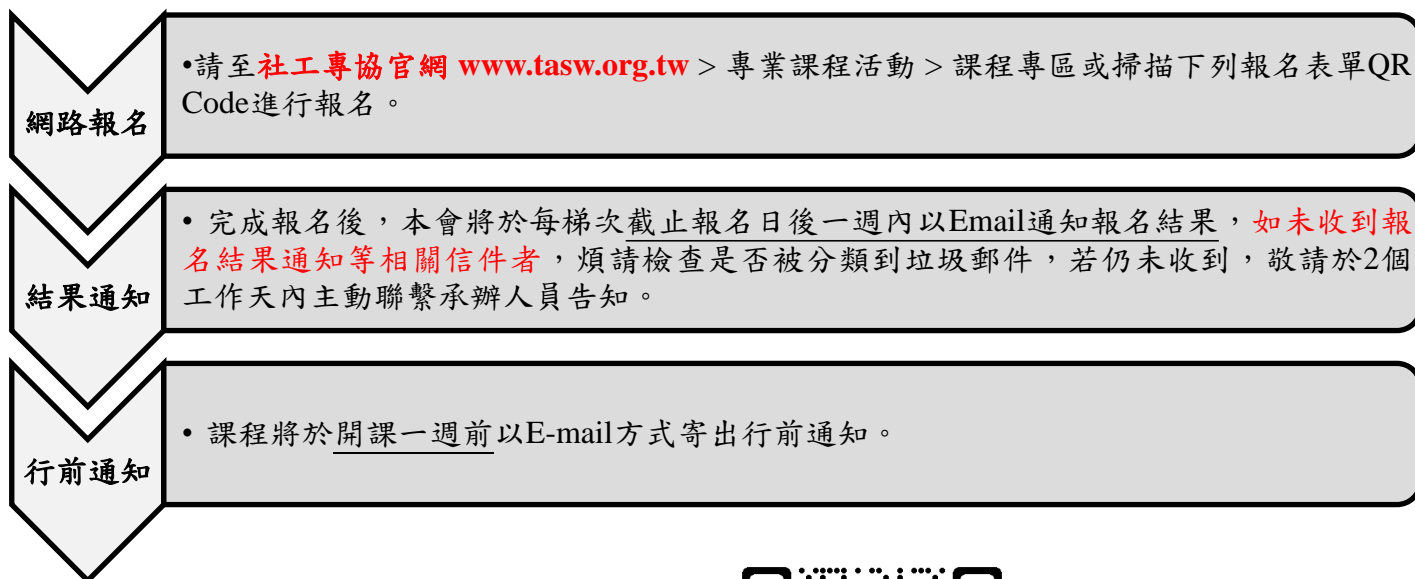 網路報名
•請至社工專協官網 www.tasw.org.tw > 專業課程活動 > 課程專區或掃描下列報名表單QR
Code進行報名。
結果通知
• 完成報名後，本會將於每梯次截止報名日後一週內以Email通知報名結果，如未收到報
名結果通知等相關信件者，煩請檢查是否被分類到垃圾郵件，若仍未收到，敬請於2個
工作天內主動聯繫承辦人員告知。
行前通知
• 課程將於開課一週前以E-mail方式寄出行前通知。